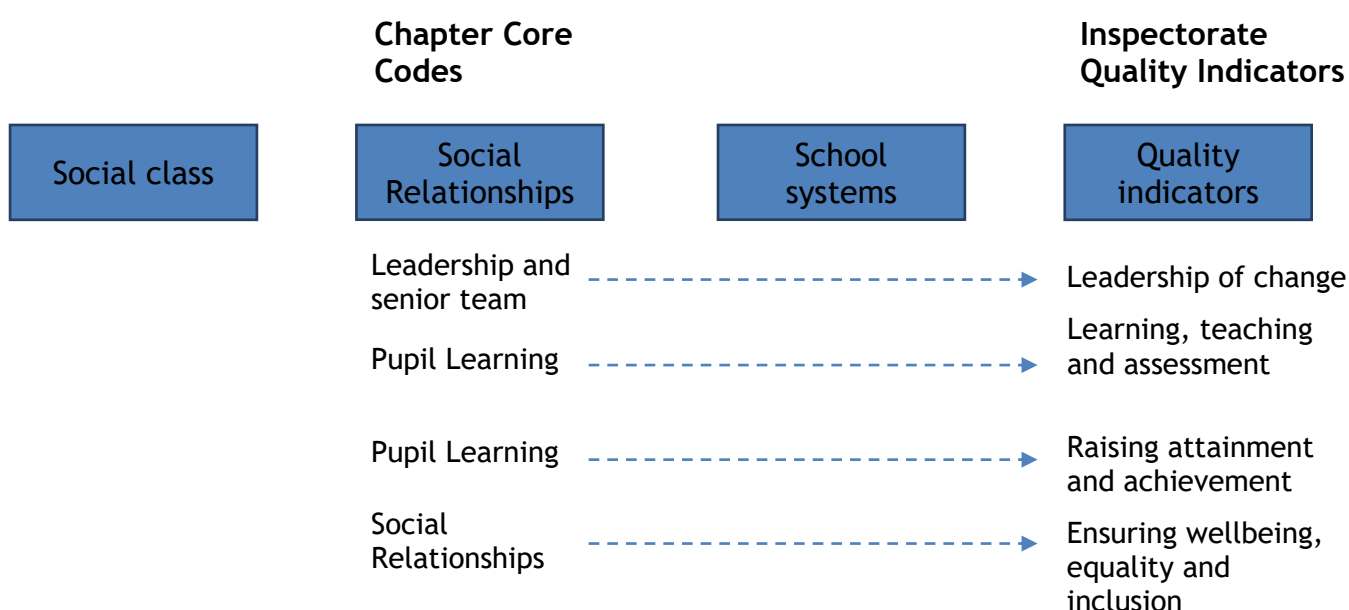 Chapter Core
Codes
Inspectorate
Quality Indicators
Social class
Social
Relationships
School
systems
Quality
indicators
Leadership and
senior team
Leadership of change
Pupil Learning
Learning, teaching
and assessment
Pupil Learning
Raising attainment
and achievement
Social
Relationships
Ensuring wellbeing,
equality and
inclusion